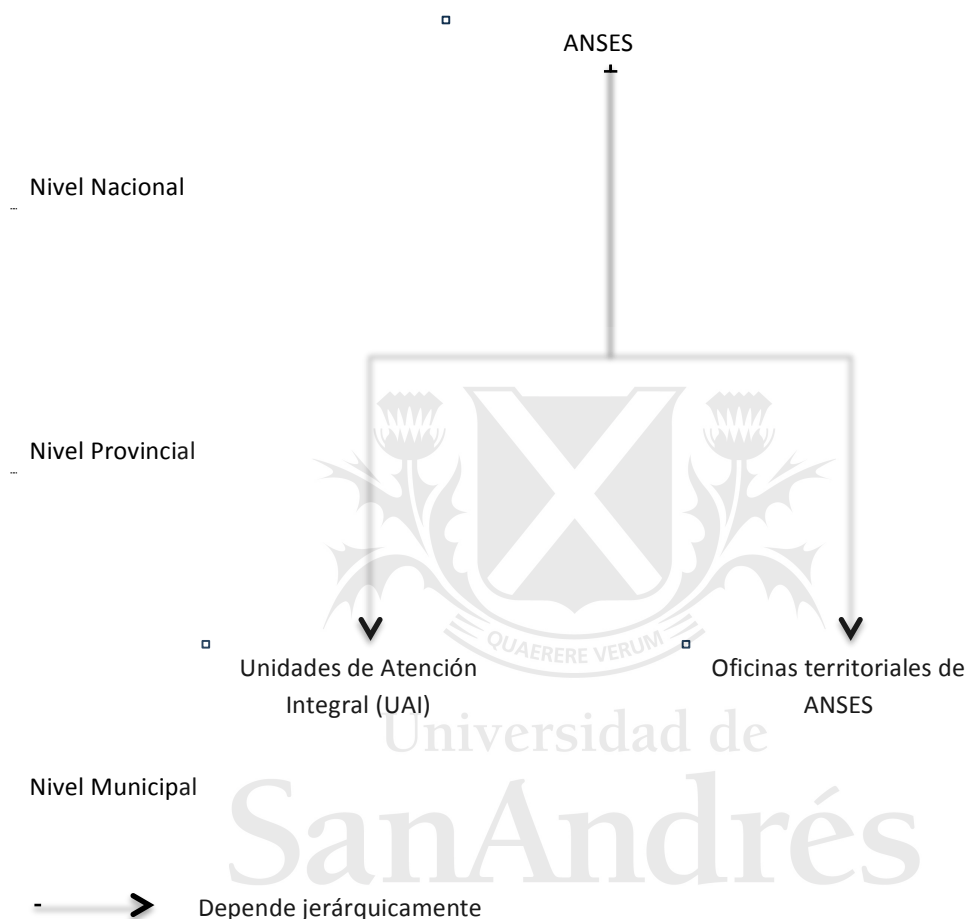 ANSES
Nivel Nacional
Nivel Provincial
QUAERERE VERUM
Unidades de Atención
Integral (UAI)
Oficinas territoriales de
ANSES
Universidad de
SanAndrés
Nivel Municipal
Depende jerárquicamente